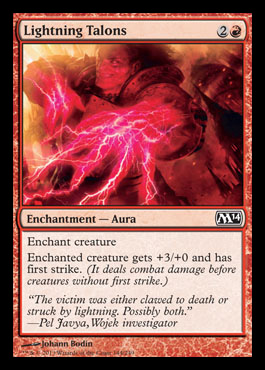 Lightning Talons 2
Enchantment — Aura M14
Enchant creature
Enchanted creature gets +3/+0 and has
first strike. (It deals combat damage before
creatures without first strike.)
“The victim was either clawed to death or
struck by lightning. Possibly both.”
—Pel Javya, Wojek investigator
Johann Bodin